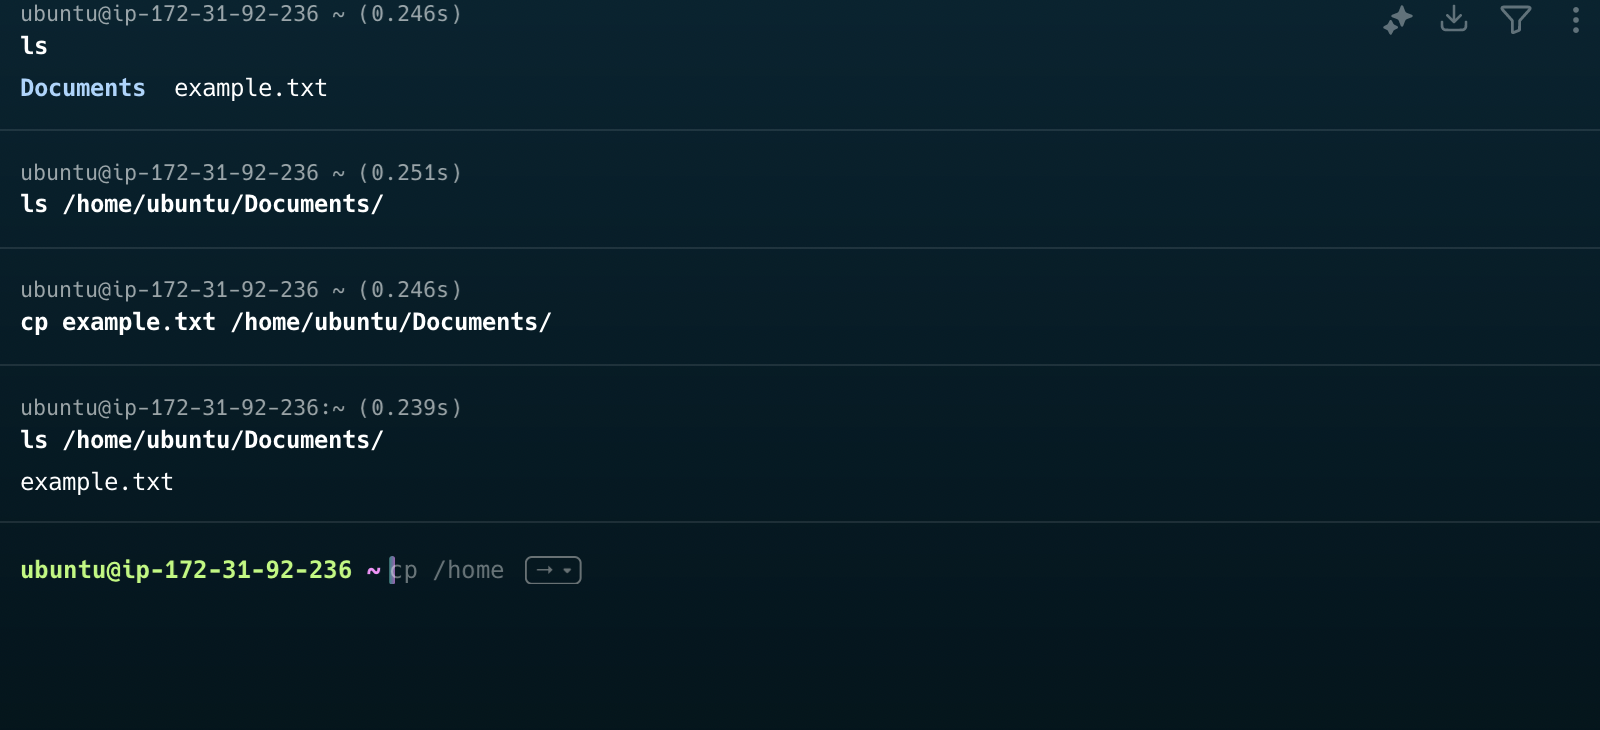 ubuntu@ip-172-31-92-236 ~ (0.246s)
ls
Documents  example.txt
ubuntu@ip-172-31-92-236 ~ (0.251s)
ls /home/ubuntu/Documents/
ubuntu@ip-172-31-92-236 ~ (0.246s)
cp example.txt /home/ubuntu/Documents/
ubuntu@ip-172-31-92-236:~ (0.239s)
ls /home/ubuntu/Documents/
example.txt
ubuntu@ip-172-31-92-236 ~ cp /home